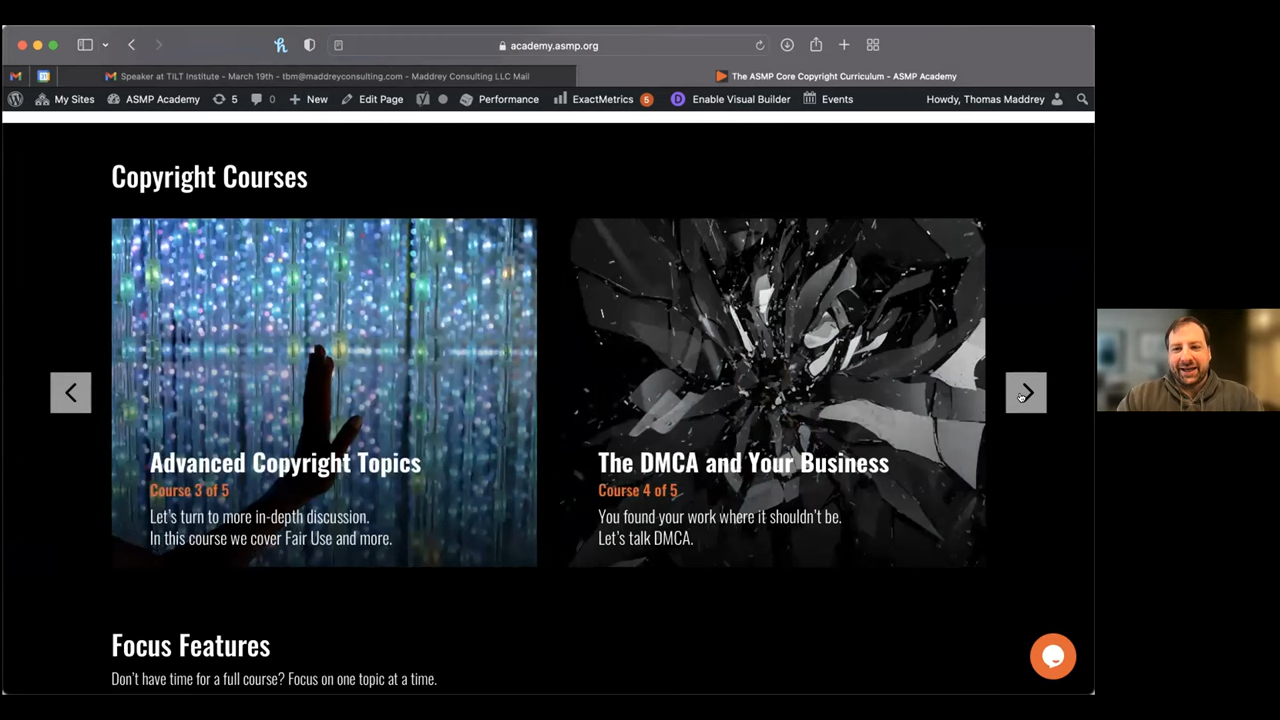 academy.asmp.org
Speaker at TILT Institute - March 19th - tbm@maddreyconsulting.com - Maddrey Consulting LLC Mail
The ASMP Core Copyright Curriculum - ASMP Academy
My Sites ASMP Academy 5 0 New Edit Page Performance ExactMetrics 5 Enable Visual Builder Events Howdy, Thomas Maddrey
Copyright Courses
Advanced Copyright Topics
Course 3 of 5
Let's turn to more in-depth discussion.
In this course we cover Fair Use and more.
The DMCA and Your Business
Course 4 of 5
You found your work where it shouldn't be.
Let's talk DMCA.
Focus Features
Don't have time for a full course? Focus on one topic at a time.